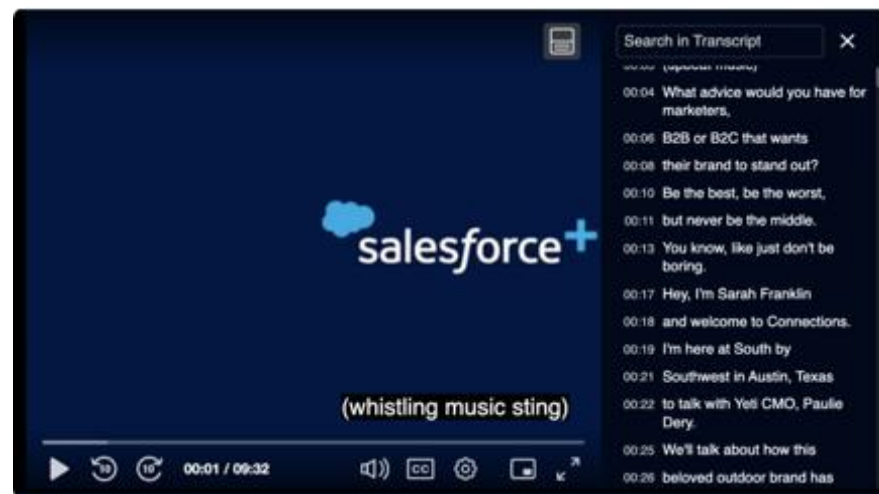 salesforce+
(whistling music sting)
10
10
00:01 / 09:32
CC
Search in Transcript
00:04 What advice would you have for
marketers,
00:06 B2B or B2C that wants
00:08 their brand to stand out?
00:10 Be the best, be the worst,
00:11 but never be the middle.
00:13 You know, like just don't be
boring.
00:17 Hey, I'm Sarah Franklin
00:18 and welcome to Connections.
00:19 I'm here at South by
00:21 Southwest in Austin, Texas
00:22 to talk with Yeti CMO, Paulie
Dery.
00:25 We'll talk about how this
00:26 beloved outdoor brand has